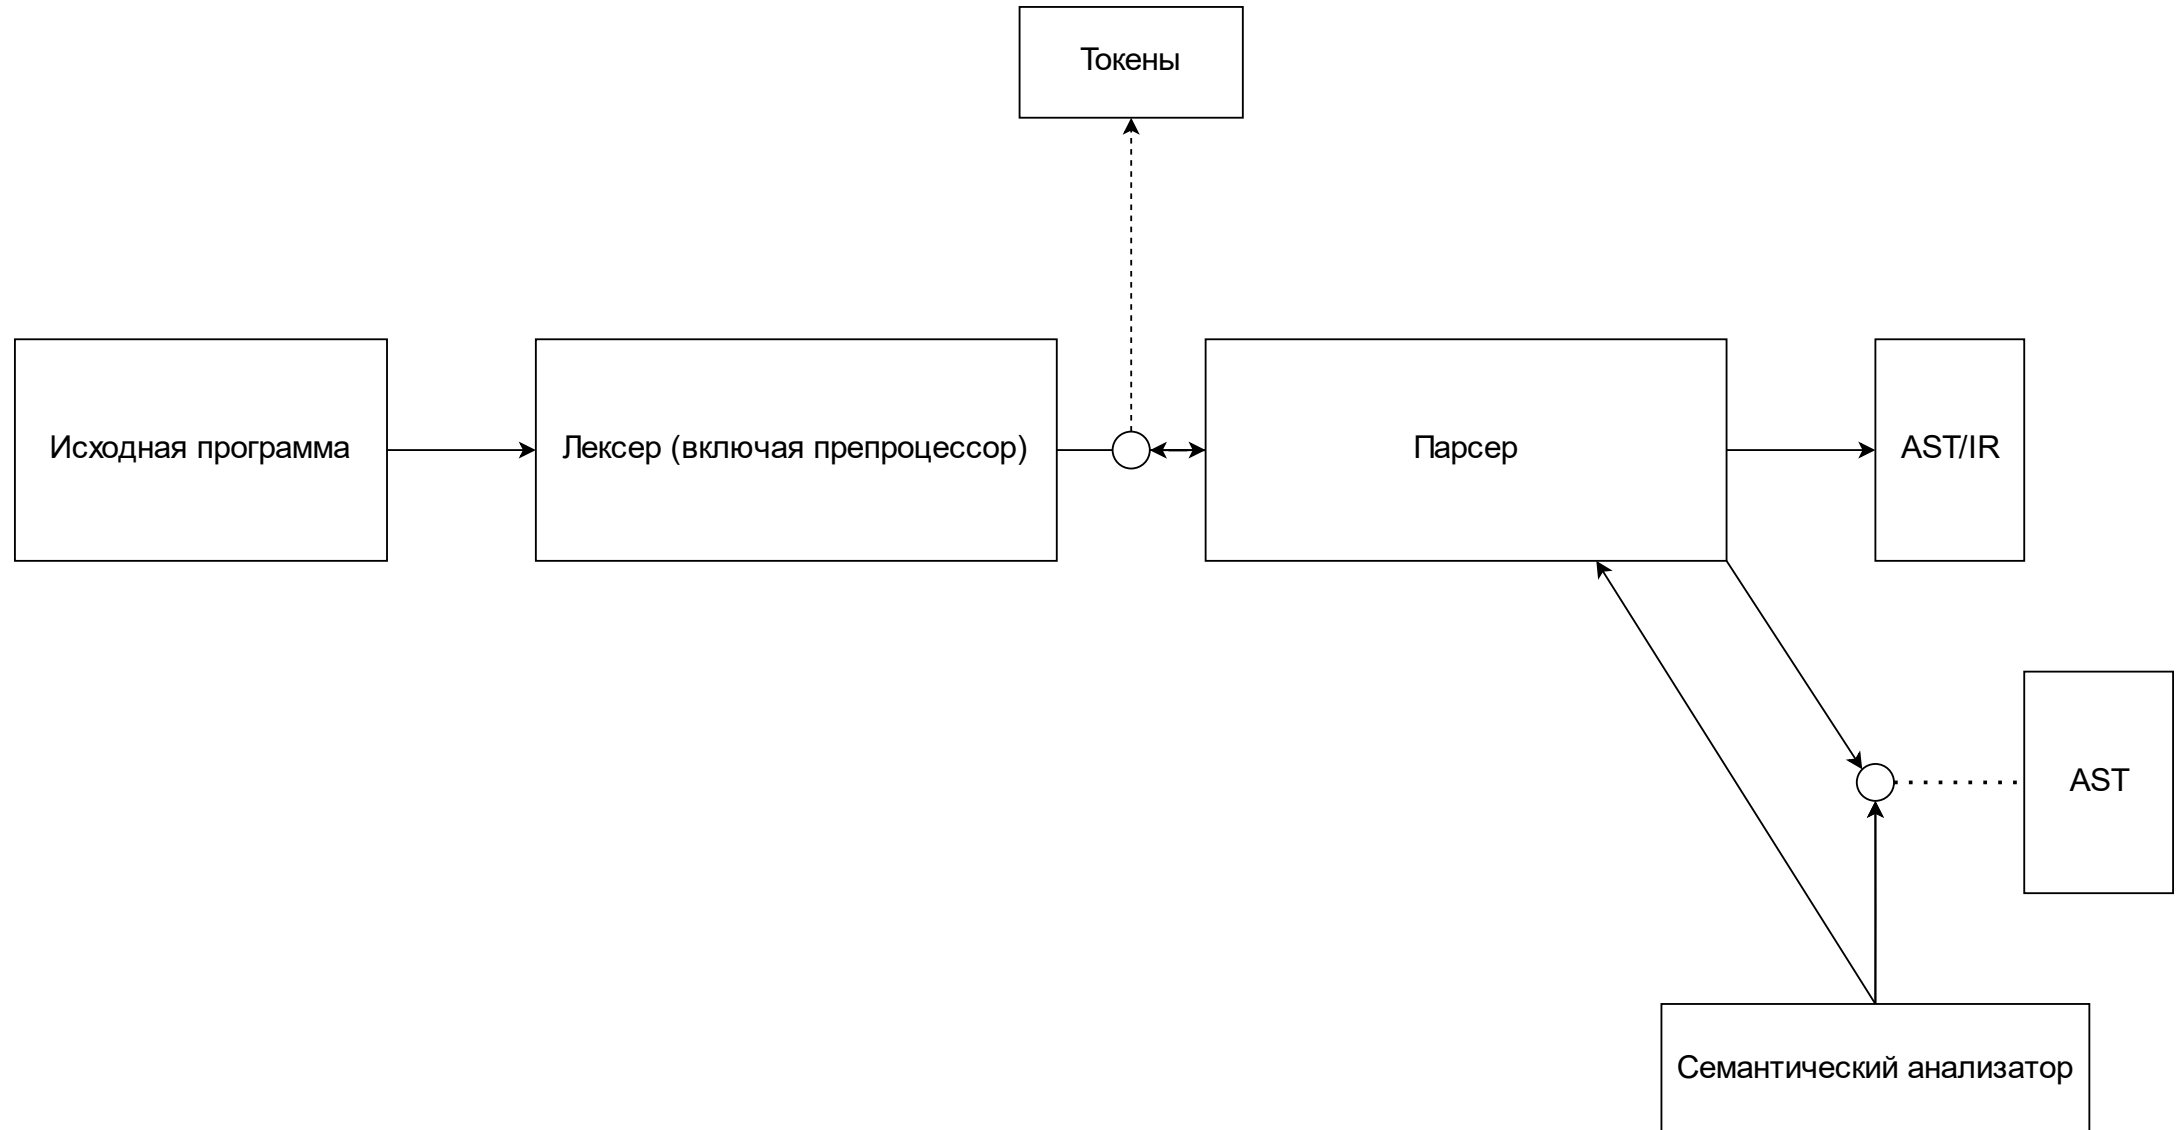 Токены
Исходная программа
Лексер (включая препроцессор)
Парсер
AST/IR
AST
Семантический анализатор